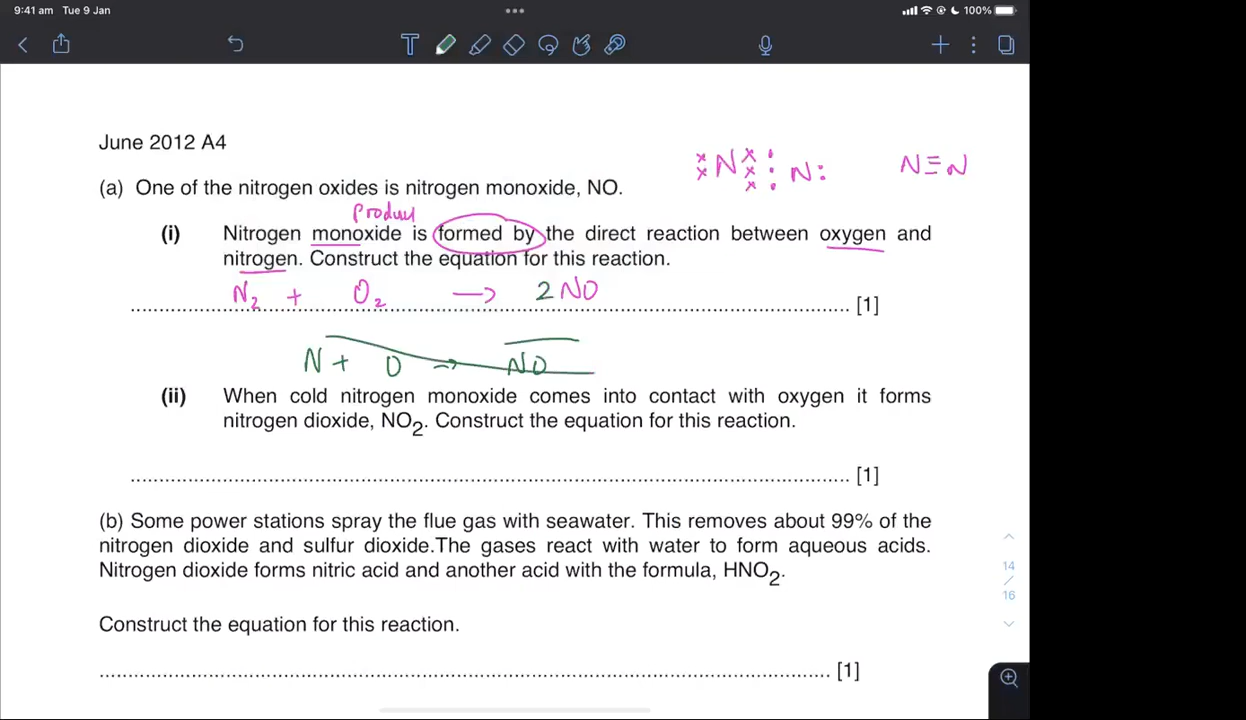 9:41 am Tue 9 Jan
100%
T
June 2012 A4
N N: N≡N
(a) One of the nitrogen oxides is nitrogen monoxide, NO.
product
(i) Nitrogen monoxide is formed by the direct reaction between oxygen and
nitrogen. Construct the equation for this reaction.
N₂ + O₂ → 2NO
[1]
N + O → NO
(ii) When cold nitrogen monoxide comes into contact with oxygen it forms
nitrogen dioxide, NO₂. Construct the equation for this reaction.
[1]
(b) Some power stations spray the flue gas with seawater. This removes about 99% of the
nitrogen dioxide and sulfur dioxide.The gases react with water to form aqueous acids.
Nitrogen dioxide forms nitric acid and another acid with the formula, HNO₂.
14
/
16
Construct the equation for this reaction.
[1]